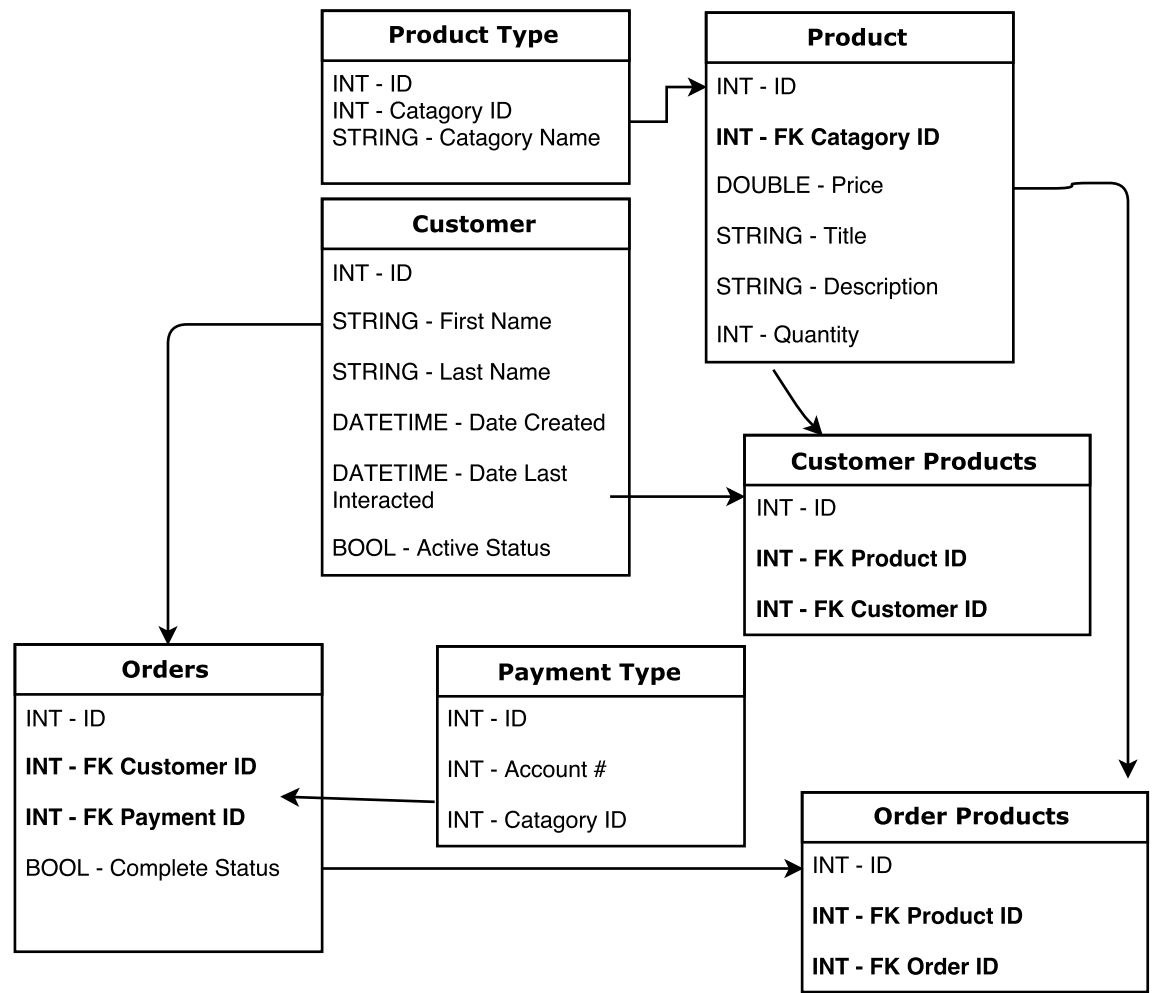 Product Type
INT - ID
INT - Catagory ID
STRING - Catagory Name
Product
INT - ID
INT - FK Catagory ID
DOUBLE - Price
STRING - Title
STRING - Description
INT - Quantity
Customer
INT - ID
STRING - First Name
STRING - Last Name
DATETIME - Date Created
DATETIME - Date Last
Interacted
BOOL - Active Status
Customer Products
INT - ID
INT - FK Product ID
INT - FK Customer ID
Orders
INT - ID
INT - FK Customer ID
INT - FK Payment ID
BOOL - Complete Status
Payment Type
INT - ID
INT - Account #
INT - Catagory ID
Order Products
INT - ID
INT - FK Product ID
INT - FK Order ID